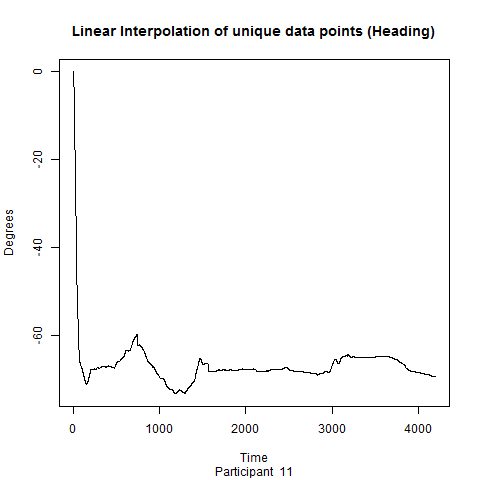 Linear Interpolation of unique data points (Heading)
0
-20
-40
-60
Degrees
0 1000 2000 3000 4000
Time
Participant 11